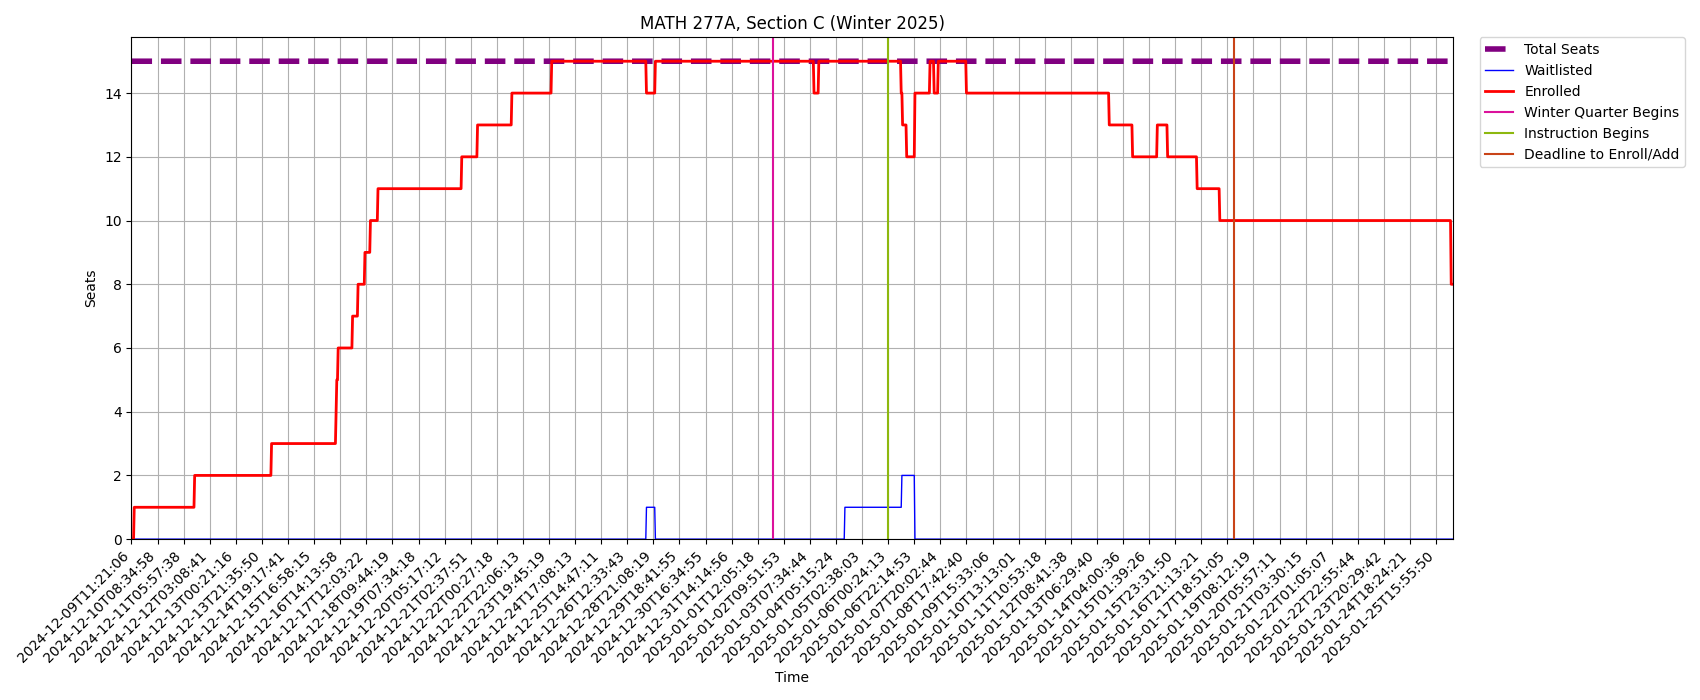 MATH 277A, Section C (Winter 2025)
Total Seats
Waitlisted
Enrolled
Winter Quarter Begins
Instruction Begins
Deadline to Enroll/Add
Seats
14
12
10
8
6
4
2
0
2024-12-09T11:21:06
2024-12-10T08:34:58
2024-12-11T05:57:38
2024-12-12T03:08:41
2024-12-13T00:21:16
2024-12-13T21:35:50
2024-12-14T19:17:41
2024-12-15T16:58:15
2024-12-16T14:13:58
2024-12-17T12:03:22
2024-12-18T09:44:19
2024-12-19T07:34:18
2024-12-20T05:17:12
2024-12-21T02:37:51
2024-12-22T00:27:18
2024-12-22T22:06:13
2024-12-23T19:45:19
2024-12-24T17:08:13
2024-12-25T14:47:11
2024-12-26T12:33:43
2024-12-28T21:08:19
2024-12-29T18:41:55
2024-12-30T16:34:55
2024-12-31T14:14:56
2025-01-01T12:05:18
2025-01-02T09:51:53
2025-01-03T07:34:44
2025-01-04T05:15:24
2025-01-05T02:38:03
2025-01-06T00:24:13
2025-01-06T22:14:53
2025-01-07T20:02:44
2025-01-08T17:42:40
2025-01-09T15:33:06
2025-01-10T13:13:01
2025-01-11T10:53:18
2025-01-12T08:41:38
2025-01-13T06:29:40
2025-01-14T04:00:36
2025-01-15T01:39:26
2025-01-15T23:31:50
2025-01-16T21:13:21
2025-01-17T18:51:05
2025-01-19T08:12:19
2025-01-20T05:57:11
2025-01-21T03:30:15
2025-01-22T01:05:07
2025-01-22T22:55:44
2025-01-23T20:29:42
2025-01-24T18:24:21
2025-01-25T15:55:50
Time